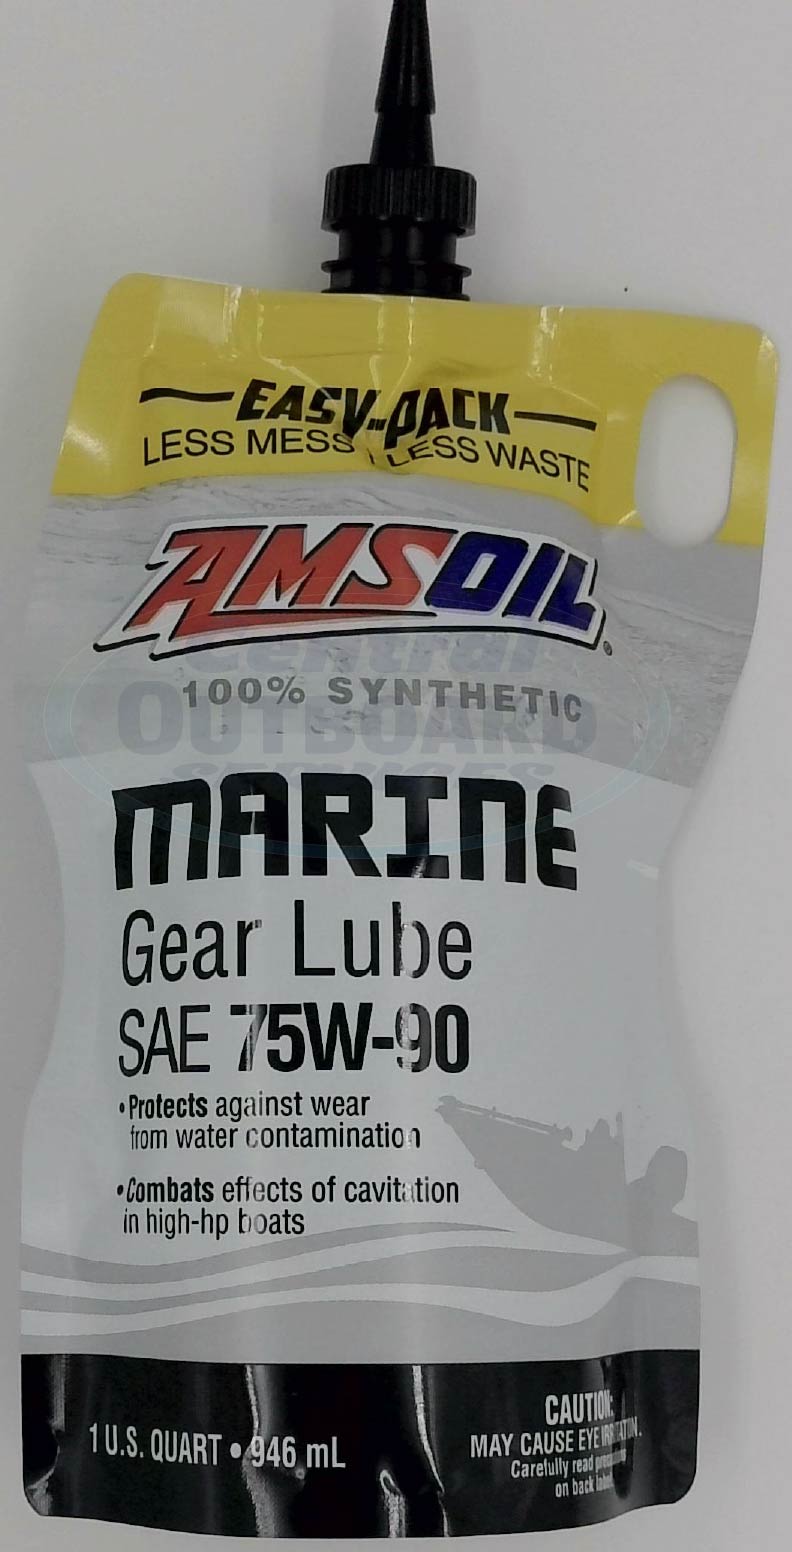 EASY-PACK
LESS MESS LESS WASTE
AMSOIL
Central
100% SYNTHETIC
OUTBOARD
SERVICES
MARINE
Gear Lube
SAE 75W-90
• Protects against wear
from water contamination
• Combats effects of cavitation
in high-hp boats
1 U.S. QUART • 946 mL
CAUTION:
MAY CAUSE EYE IRRITATION.
Carefully read
on back